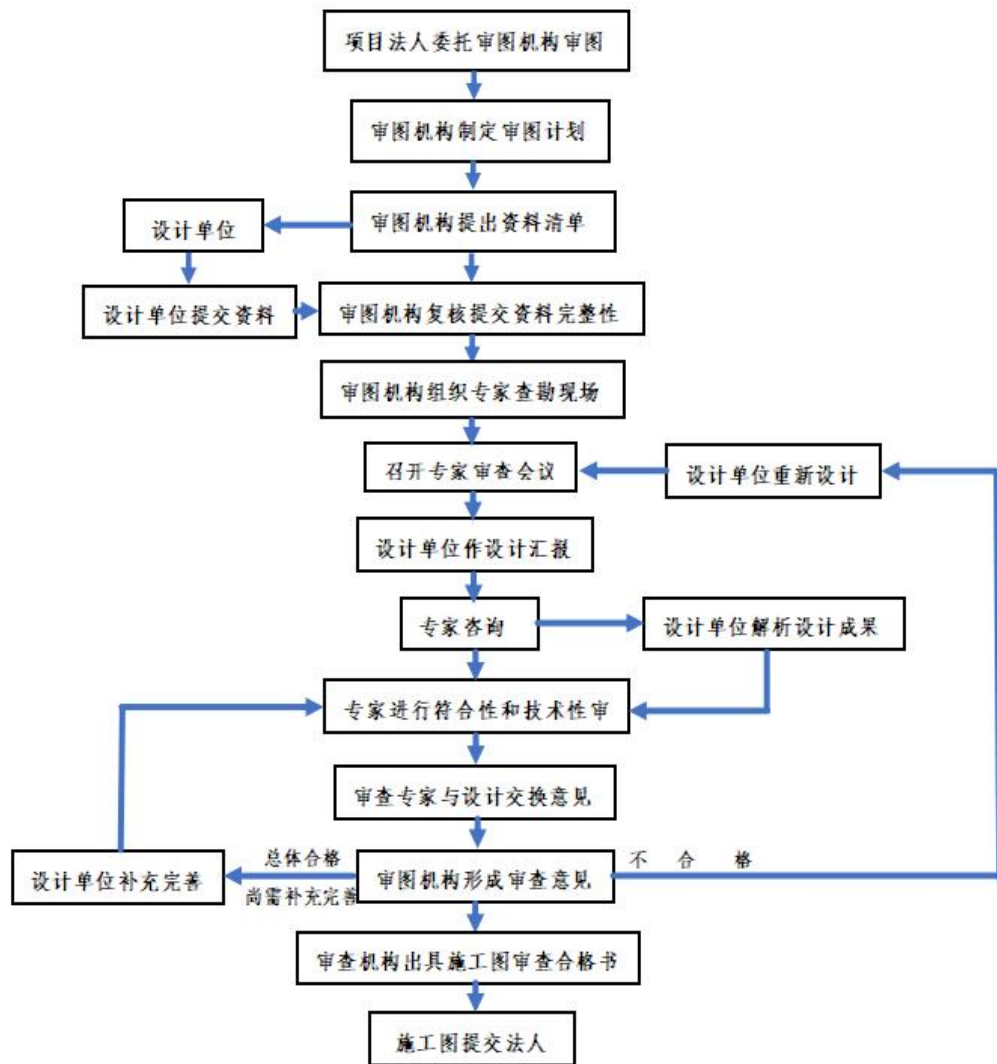 项目法人委托审图机构审图
审图机构制定审图计划
审图机构提出资料清单
设计单位
设计单位提交资料
审图机构复核提交资料完整性
审图机构组织专家查勘现场
召开专家审查会议
设计单位重新设计
设计单位作设计汇报
专家咨询
设计单位解析设计成果
专家进行符合性和技术性审
审查专家与设计交换意见
总体合格
不合格
设计单位补充完善
尚需补充完善
审图机构形成审查意见
审查机构出具施工图审查合格书
施工图提交法人